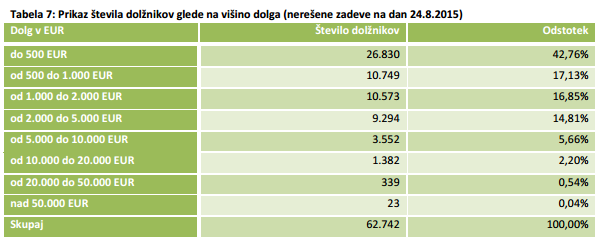 Tabela 7: Prikaz števila dolžnikov glede na višino dolga (nerešene zadeve na dan 24.8.2015)
Dolg v EUR Število dolžnikov Odstotek
do 500 EUR 26.830 42,76%
od 500 do 1.000 EUR 10.749 17,13%
od 1.000 do 2.000 EUR 10.573 16,85%
od 2.000 do 5.000 EUR 9.294 14,81%
od 5.000 do 10.000 EUR 3.552 5,66%
od 10.000 do 20.000 EUR 1.382 2,20%
od 20.000 do 50.000 EUR 339 0,54%
nad 50.000 EUR 23 0,04%
Skupaj 62.742 100,00%